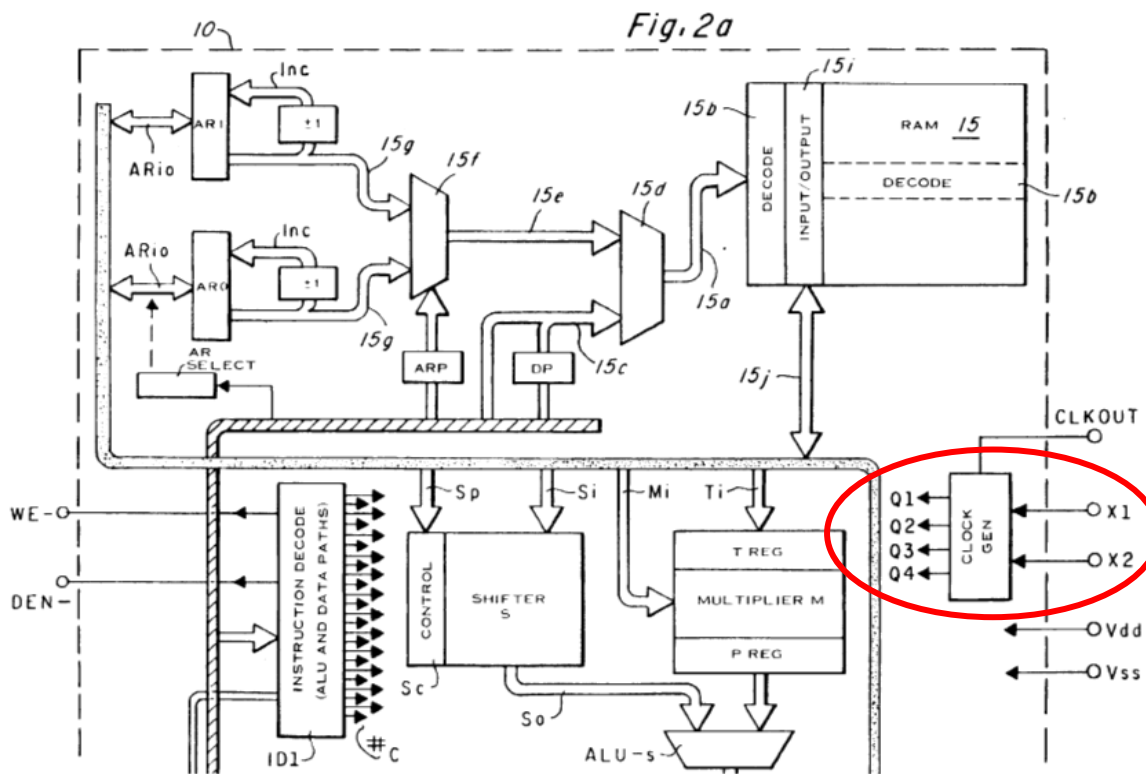 Fig. 2a
10
Inc
AR1
±1
ARio
15g
15f
15e
15d
15b
15i
DECODE
INPUT/OUTPUT
RAM 15
DECODE
15b
ARio
Inc
AR0
±1
15g
15a
AR
SELECT
ARP
DP
15c
15j
CLKOUT
Sp
Si
Mi
Ti
WE-
DEN-
INSTRUCTION DECODE
(ALU AND DATA PATHS)
CONTROL
SHIFTER
S
T REG
MULTIPLIER M
P REG
Q1
Q2
Q3
Q4
CLOCK
GEN
X1
X2
Vdd
Vss
Sc
So
ID1
#C
ALU-s